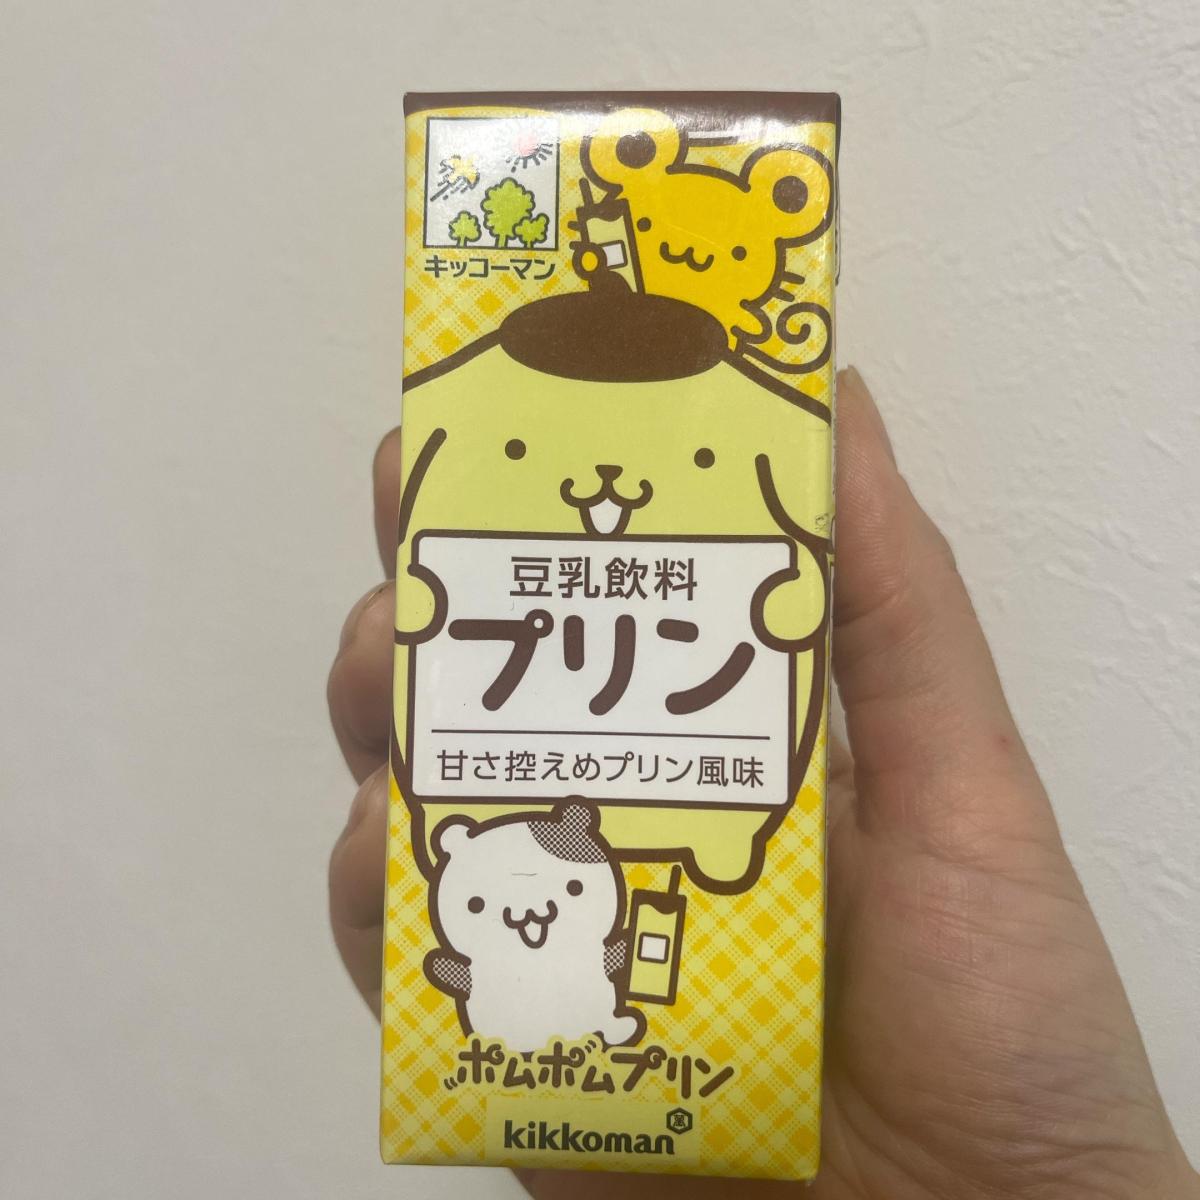 キッコーマン
豆乳飲料
プリン
甘さ控えめプリン風味
ポムポムプリン
kikkoman
萬